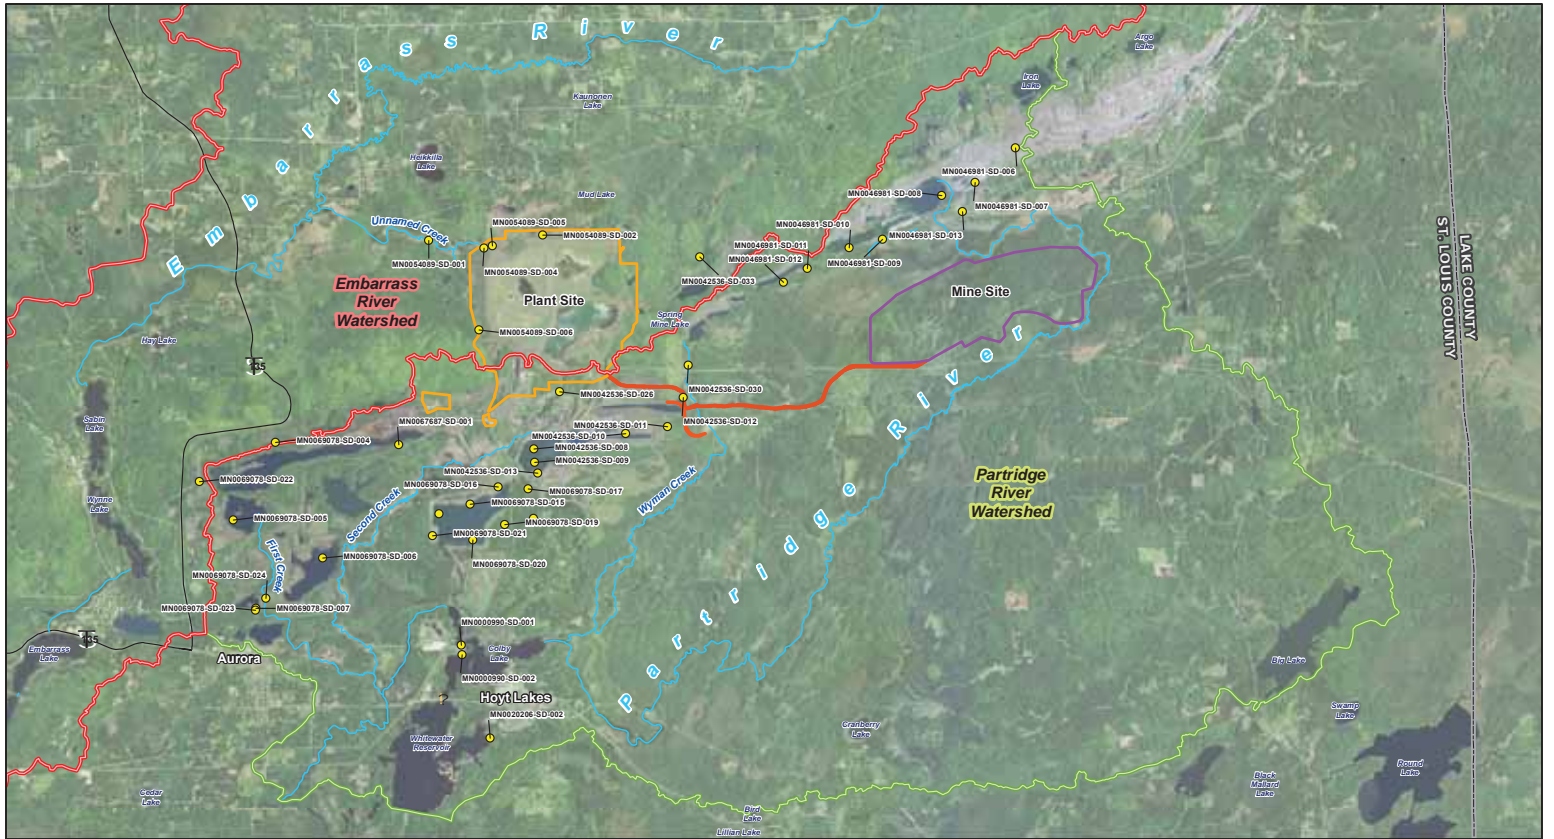 Embarrass River
Argo
Lake
Iron
Lake
Kaunonen
Lake
Heikkilla
Lake
Mud Lake
MN0046981-SD-006
MN0046981-SD-008
MN0046981-SD-007
MN0046981-SD-010
MN0046981-SD-013
MN0046981-SD-011
MN0046981-SD-012
MN0046981-SD-009
Unnamed Creek
MN0054089-SD-005
MN0054089-SD-002
MN0054089-SD-001
MN0054089-SD-004
MN0042536-SD-033
Embarrass
River
Watershed
Plant Site
Mine Site
LAKE COUNTY
ST. LOUIS COUNTY
Spring
Mine Lake
MN0054089-SD-006
Hay Lake
135
MN0042536-SD-030
MN0042536-SD-026
MN0042536-SD-012
Sabin
Lake
MN0067687-SD-001
MN0042536-SD-011
MN0042536-SD-010
MN0069078-SD-004
MN0042536-SD-008
MN0042536-SD-009
MN0042536-SD-013
MN0069078-SD-022
MN0069078-SD-016
MN0069078-SD-017
Wyman Creek
Partridge
River
Watershed
Partridge River
Wynne
Lake
MN0069078-SD-015
Second Creek
MN0069078-SD-005
MN0069078-SD-019
MN0069078-SD-021
First Creek
MN0069078-SD-006
MN0069078-SD-020
MN0069078-SD-024
MN0069078-SD-023
MN0069078-SD-007
MN0000990-SD-001
135
Embarrass
Lake
Aurora
Colby
Lake
MN0000990-SD-002
Big Lake
Hoyt Lakes
MN0020206-SD-002
Swamp
Lake
Whitewater
Reservoir
Cranberry
Lake
Round
Lake
Black
Mallard
Lake
Cedar
Lake
Bird
Lake
Lillian Lake